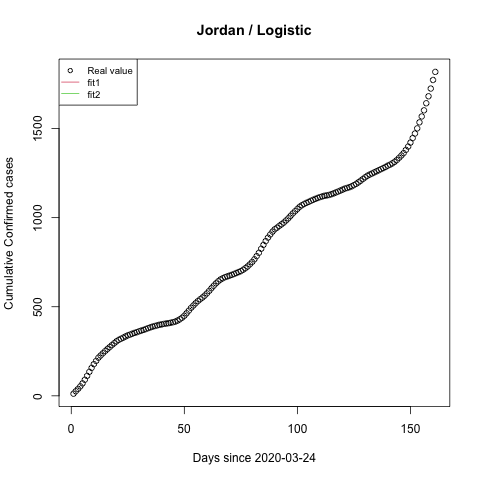 Jordan / Logistic
Real value
fit1
fit2
Cumulative Confirmed cases
0
500
1000
1500
0 50 100 150
Days since 2020-03-24